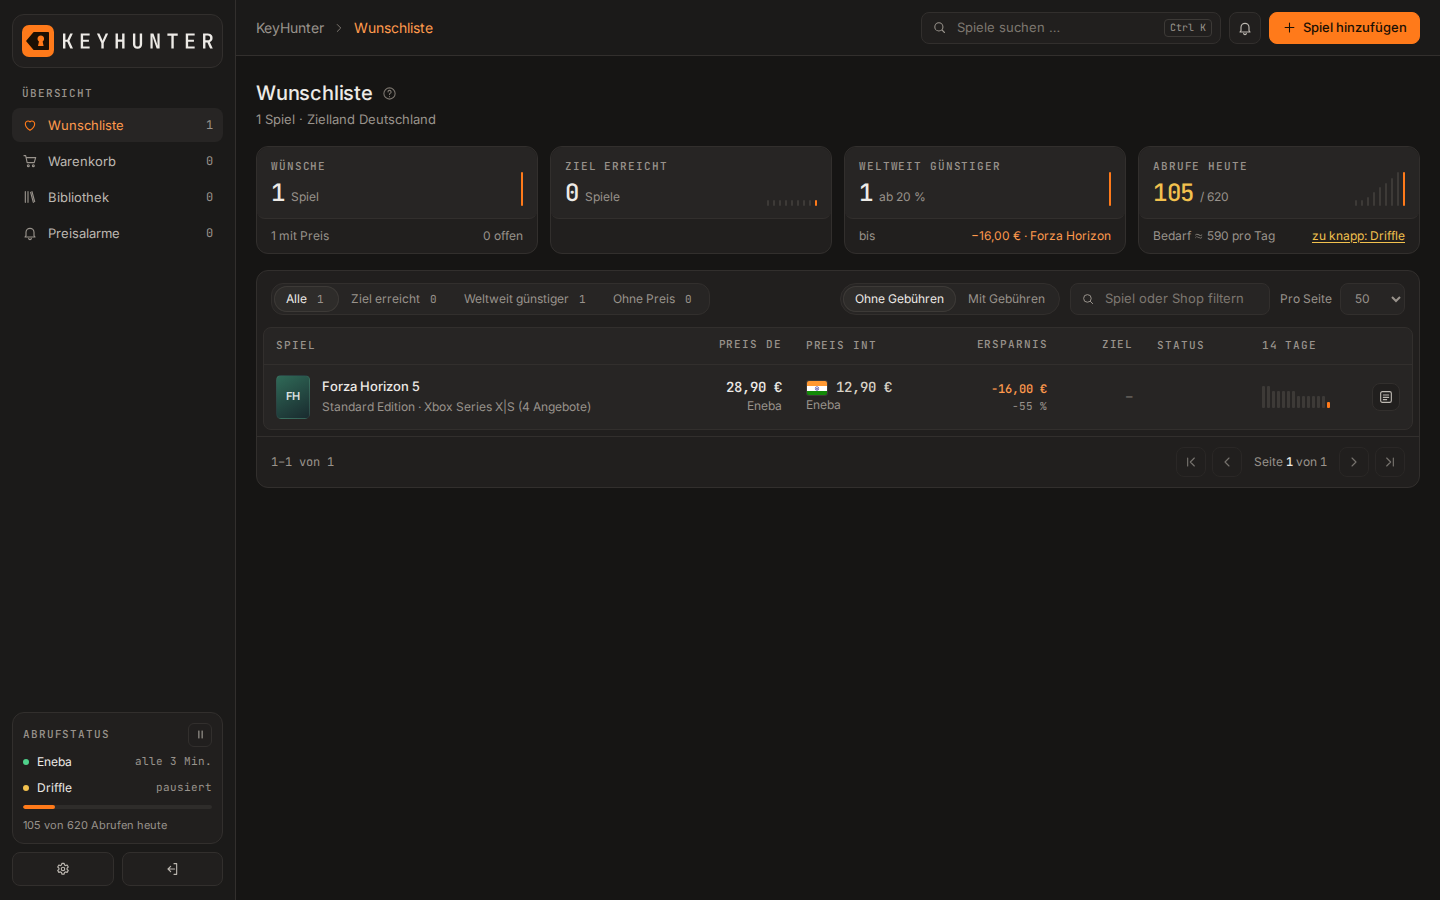 KEYHUNTER
KeyHunter > Wunschliste
Spiele suchen ...
Ctrl K
+ Spiel hinzufügen
ÜBERSICHT
Wunschliste 1
Warenkorb 0
Bibliothek 0
Preisalarme 0
Wunschliste
1 Spiel · Zielland Deutschland
WÜNSCHE
1 Spiel
1 mit Preis 0 offen
ZIEL ERREICHT
0 Spiele
WELTWEIT GÜNSTIGER
1 ab 20 %
bis −16,00 € · Forza Horizon
ABRUFE HEUTE
105 / 620
Bedarf ≈ 590 pro Tag zu knapp: Driffle
Alle 1 Ziel erreicht 0 Weltweit günstiger 1 Ohne Preis 0
Ohne Gebühren Mit Gebühren
Spiel oder Shop filtern
Pro Seite 50
SPIEL PREIS DE PREIS INT ERSPARNIS ZIEL STATUS 14 TAGE
FH
Forza Horizon 5 28,90 € 12,90 € -16,00 € –
Standard Edition · Xbox Series X|S (4 Angebote) Eneba Eneba -55 %
1–1 von 1
Seite 1 von 1
ABRUFSTATUS
Eneba alle 3 Min.
Driffle pausiert
105 von 620 Abrufen heute